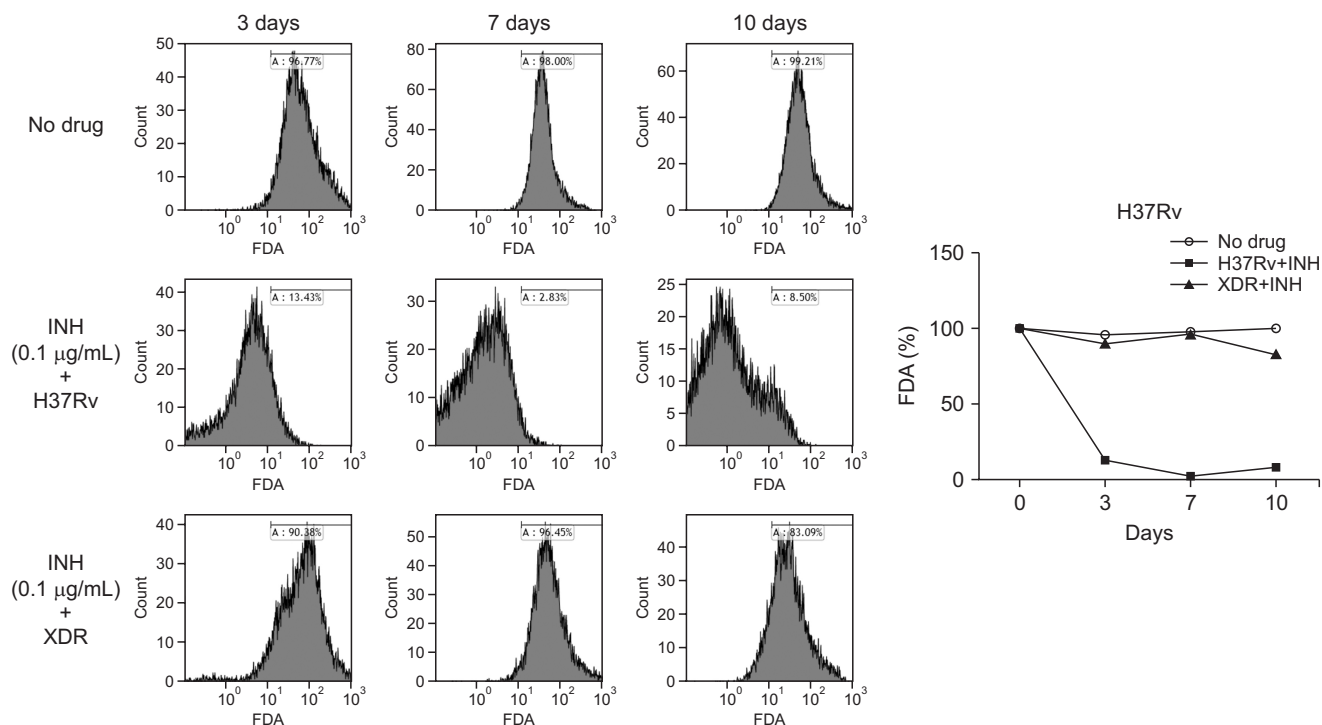 3 days
7 days
10 days
No drug
50
40
30
20
10
0
Count
A : 96.77%
10^0 10^1 10^2 10^3
FDA
80
60
40
20
0
Count
A : 98.00%
10^0 10^1 10^2 10^3
FDA
60
40
20
0
Count
A : 99.21%
10^0 10^1 10^2 10^3
FDA
INH
(0.1 μg/mL)
+
H37Rv
40
30
20
10
0
Count
A : 13.43%
10^0 10^1 10^2 10^3
FDA
30
20
10
0
Count
A : 2.83%
10^0 10^1 10^2 10^3
FDA
25
20
15
10
5
0
Count
A : 8.50%
10^0 10^1 10^2 10^3
FDA
INH
(0.1 μg/mL)
+
XDR
40
30
20
10
0
Count
A : 90.38%
10^0 10^1 10^2 10^3
FDA
50
40
30
20
10
0
Count
A : 96.45%
10^0 10^1 10^2 10^3
FDA
40
30
20
10
0
Count
A : 83.09%
10^0 10^1 10^2 10^3
FDA
H37Rv
No drug
H37Rv+INH
XDR+INH
150
100
50
0
FDA (%)
0 3 7 10
Days